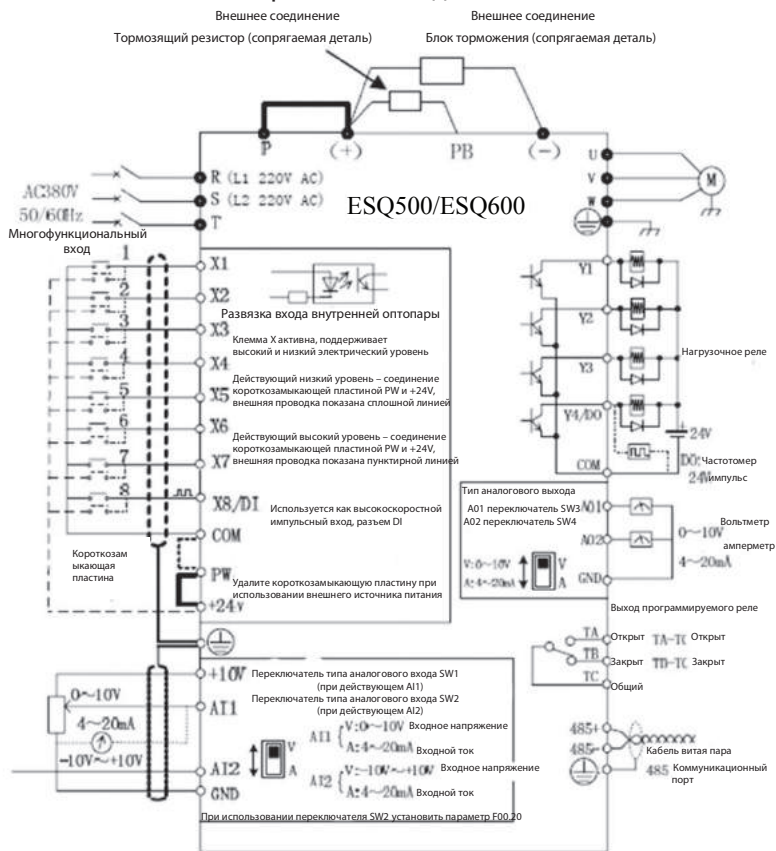 Внешнее соединение
Внешнее соединение
Тормозящий резистор (сопрягаемая деталь)
Блок торможения (сопрягаемая деталь)
P
(+)
PB
(-)
R (L1 220V AC)
S (L2 220V AC)
T
AC380V
50/60Hz
ESQ500/ESQ600
U
V
W
M
Многофункциональный
вход
1
X1
2
X2
3
X3
4
X4
5
X5
6
X6
7
X7
8
X8/DI
COM
PW
+24v
Развязка входа внутренней оптопары
Клемма X активна, поддерживает
высокий и низкий электрический уровень
Действующий низкий уровень – соединение
короткозамыкающей пластиной PW и +24V,
внешняя проводка показана сплошной линией
Действующий высокий уровень – соединение
короткозамыкающей пластиной PW и +24V,
внешняя проводка показана пунктирной линией
Используется как высокоскоростной
импульсный вход, разъем DI
Удалите короткозамыкающую пластину при
использовании внешнего источника питания
Короткозам
ыкающая
пластина
Y1
Y2
Y3
Y4/DO
COM
Нагрузочное реле
24V
DO:
Частотомер
24V
импульс
Тип аналогового выхода
A01 переключатель SW3
A02 переключатель SW4
A01
A02
GND
V:0~10V
A:4~20mA
V
A
0~10V
4~20mA
Вольтметр
амперметр
Выход программируемого реле
TA
Открыт
TA-TC
Открыт
TB
Закрыт
TB-TC
Закрыт
TC
Общий
485+
485-
Кабель витая пара
485
Коммуникационный
порт
+10V
AI1
AI2
GND
0~10V
4~20mA
-10V~+10V
Переключатель типа аналогового входа SW1
(при действующем AI1)
Переключатель типа аналогового входа SW2
(при действующем AI2)
V
A
AI1
V:0~10V
Входное напряжение
A:4~20mA
Входной ток
AI2
V:-10V~+10V
Входное напряжение
A:4~20mA
Входной ток
При использовании переключателя SW2 установить параметр F00.20